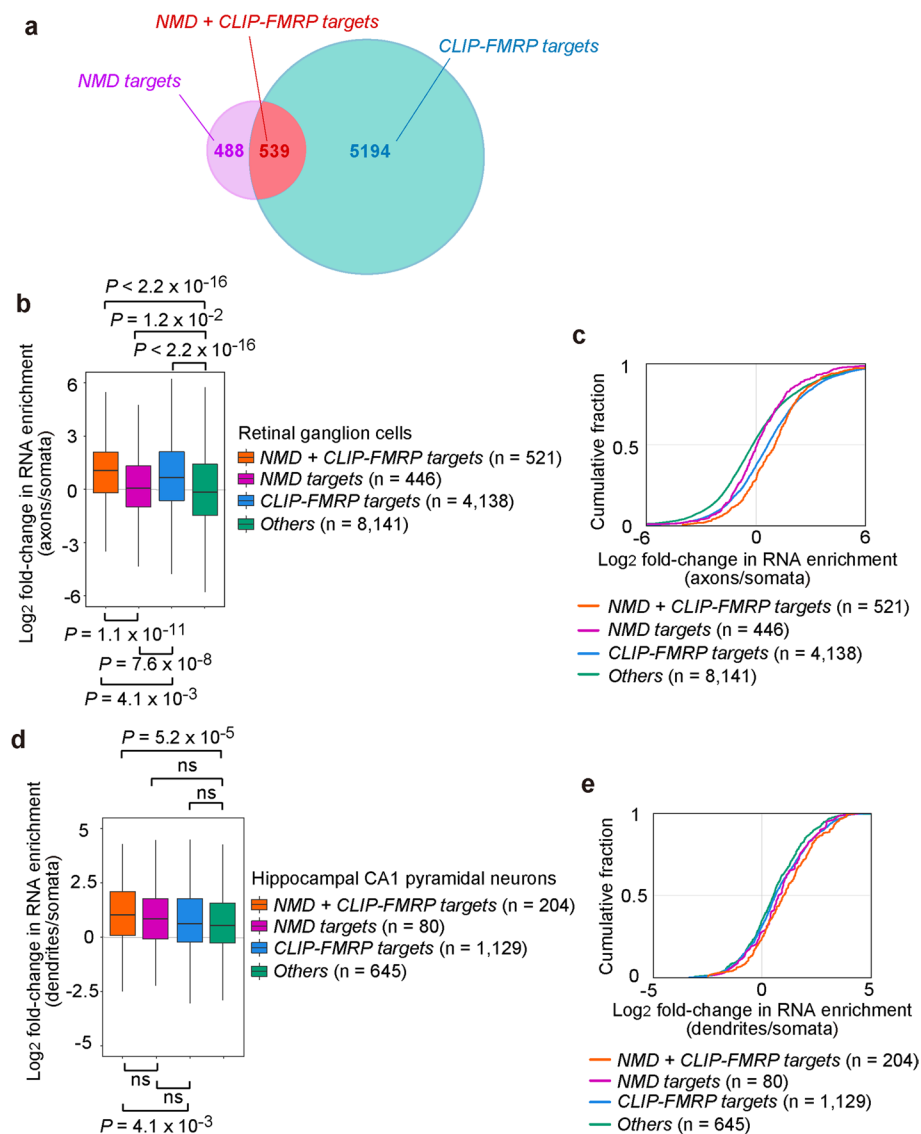 a
NMD + CLIP-FMRP targets
CLIP-FMRP targets
NMD targets
488
539
5194
b
P < 2.2 x 10-16
P = 1.2 x 10-2
P < 2.2 x 10-16
Log2 fold-change in RNA enrichment
(axons/somata)
6
3
0
-3
-6
Retinal ganglion cells
NMD + CLIP-FMRP targets (n = 521)
NMD targets (n = 446)
CLIP-FMRP targets (n = 4,138)
Others (n = 8,141)
P = 1.1 x 10-11
P = 7.6 x 10-8
P = 4.1 x 10-3
c
Cumulative fraction
1
0.5
0
-6
0
6
Log2 fold-change in RNA enrichment
(axons/somata)
NMD + CLIP-FMRP targets (n = 521)
NMD targets (n = 446)
CLIP-FMRP targets (n = 4,138)
Others (n = 8,141)
d
P = 5.2 x 10-5
ns
ns
Log2 fold-change in RNA enrichment
(dendrites/somata)
5
2.5
0
-2.5
-5
Hippocampal CA1 pyramidal neurons
NMD + CLIP-FMRP targets (n = 204)
NMD targets (n = 80)
CLIP-FMRP targets (n = 1,129)
Others (n = 645)
ns
ns
P = 4.1 x 10-3
e
Cumulative fraction
1
0.5
0
-5
0
5
Log2 fold-change in RNA enrichment
(dendrites/somata)
NMD + CLIP-FMRP targets (n = 204)
NMD targets (n = 80)
CLIP-FMRP targets (n = 1,129)
Others (n = 645)